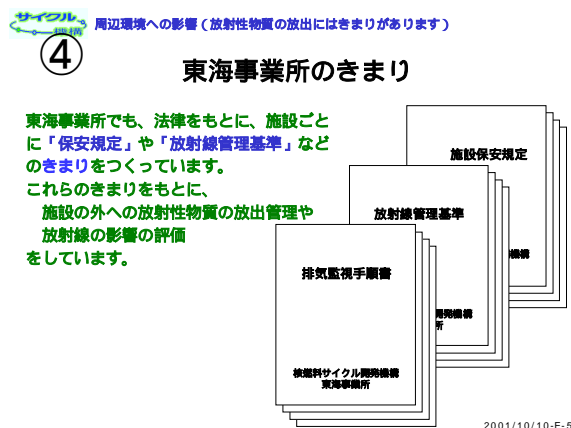 サイクル機構
周辺環境への影響(放射性物質の放出にはきまりがあります)
④
東海事業所のきまり
東海事業所でも、法律をもとに、施設ごと
に「保安規定」や「放射線管理基準」など
のきまりをつくっています。
これらのきまりをもとに、
施設の外への放射性物質の放出管理や
放射線の影響の評価
をしています。
施設保安規定
機構
放射線管理基準
開発機構
所
排気監視手順書
核燃料サイクル開発機構
東海事業所
2001/10/10-F-5